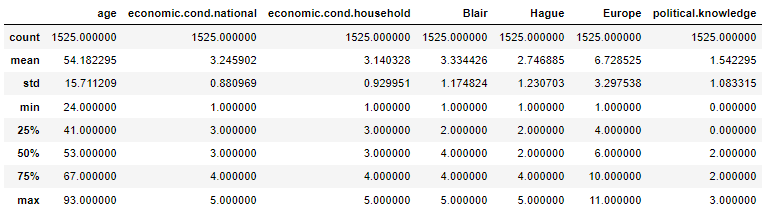 age economic.cond.national economic.cond.household Blair Hague Europe political.knowledge
count 1525.000000 1525.000000 1525.000000 1525.000000 1525.000000 1525.000000 1525.000000
mean 54.182295 3.245902 3.140328 3.334426 2.746885 6.728525 1.542295
std 15.711209 0.880969 0.929951 1.174824 1.230703 3.297538 1.083315
min 24.000000 1.000000 1.000000 1.000000 1.000000 1.000000 0.000000
25% 41.000000 3.000000 3.000000 2.000000 2.000000 4.000000 0.000000
50% 53.000000 3.000000 3.000000 4.000000 2.000000 6.000000 2.000000
75% 67.000000 4.000000 4.000000 4.000000 4.000000 10.000000 2.000000
max 93.000000 5.000000 5.000000 5.000000 5.000000 11.000000 3.000000